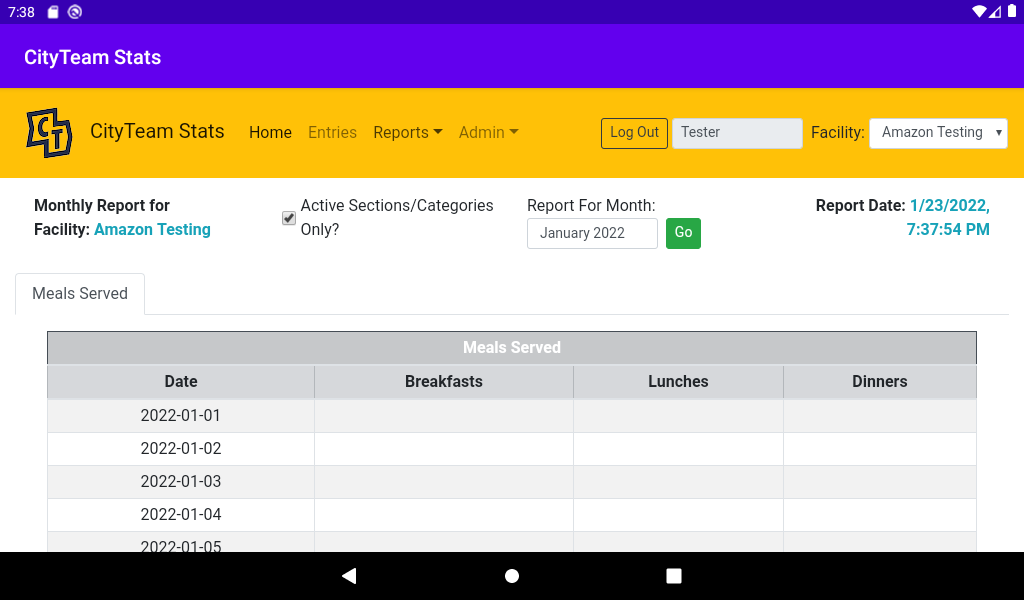 7:38
CityTeam Stats
CT
CityTeam Stats Home Entries Reports Admin Log Out Tester Facility: Amazon Testing
Monthly Report for
Facility: Amazon Testing
Active Sections/Categories
Only?
Report For Month:
January 2022 Go
Report Date: 1/23/2022,
7:37:54 PM
Meals Served
Meals Served
Date Breakfasts Lunches Dinners
2022-01-01
2022-01-02
2022-01-03
2022-01-04
2022-01-05